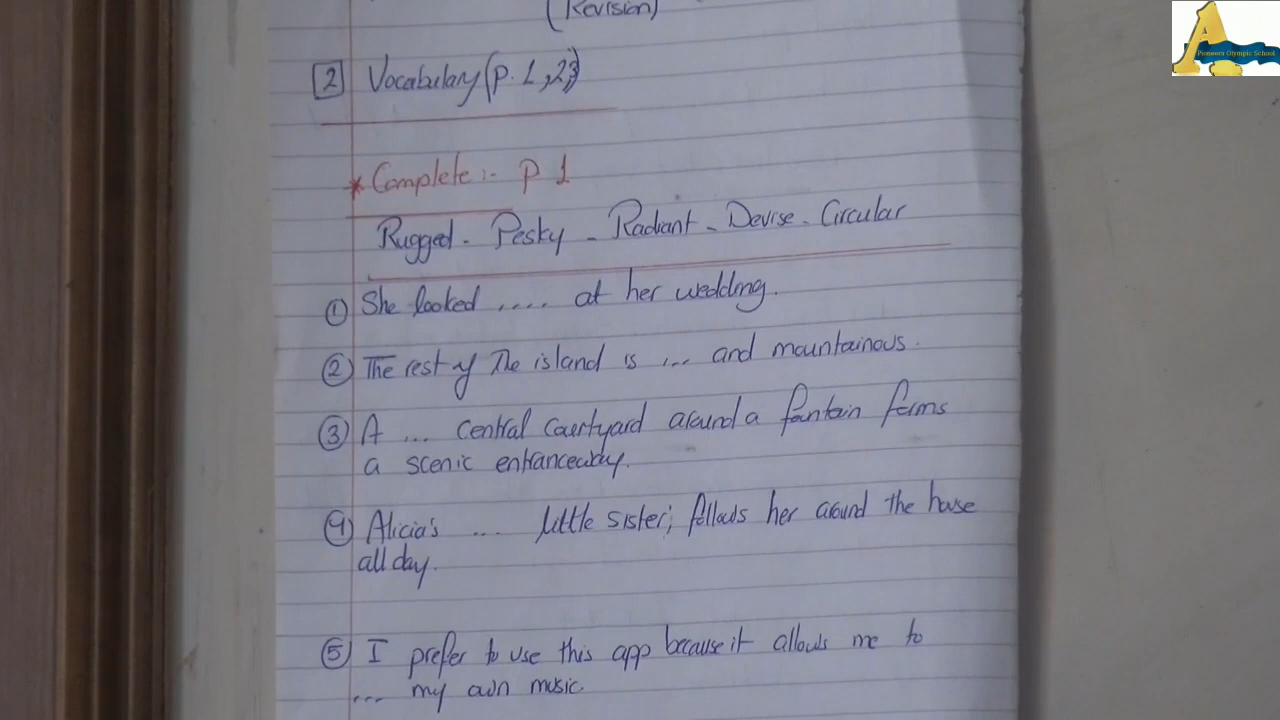 (Revision)
Pioneers Olympic School
2 Vocabulary (p. 1,2)
* Complete :- P 1
Rugged - Pesky - Radiant - Devise - Circular
① She looked .... at her wedding.
② The rest of The island is ... and mountainous.
③ A ... central courtyard around a fountain forms
a scenic entranceway.
④ Alicia's ... little sister; follows her around the house
all day.
⑤ I prefer to use this app because it allows me to
... my own music.